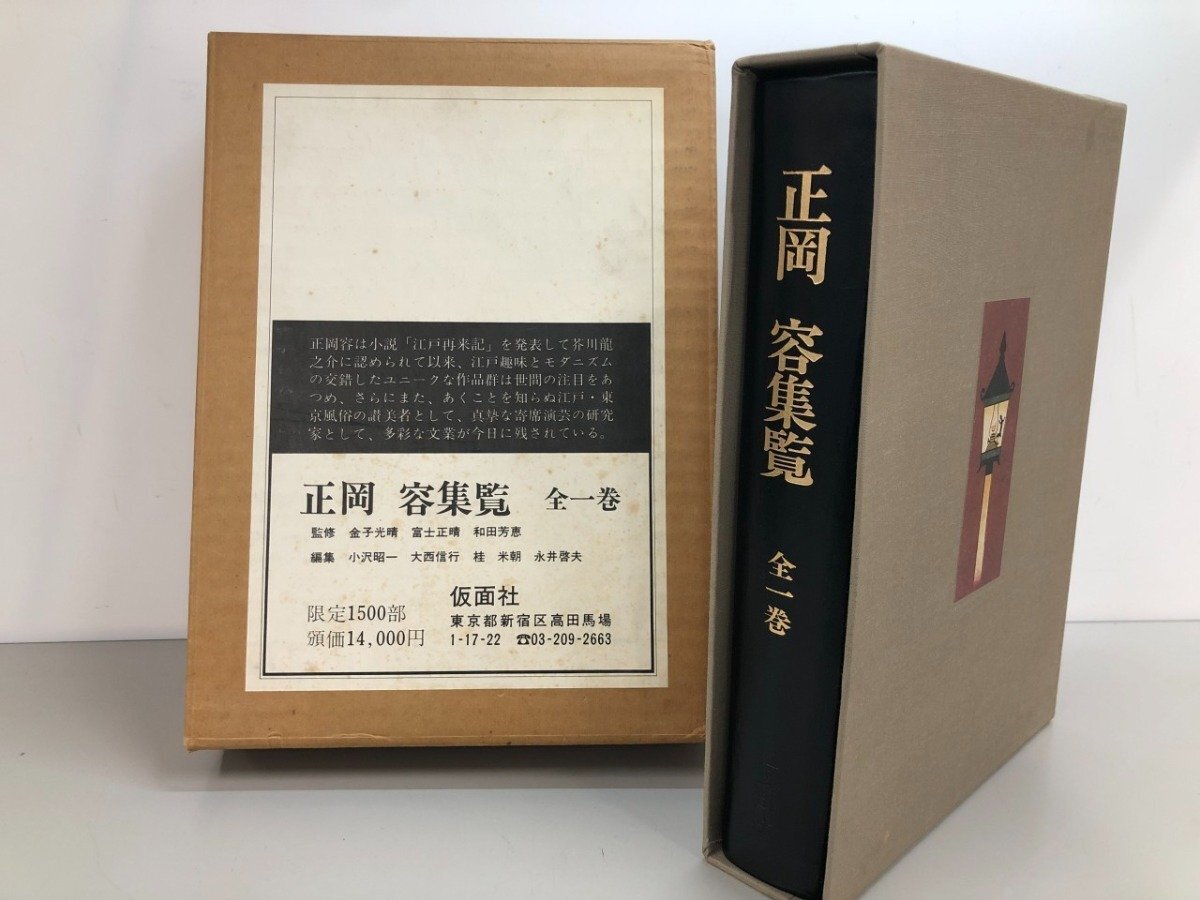 正岡容は小説「江戸再来記」を発表して芥川龍
之介に認められて以来、江戸趣味とモダニズム
の交錯したユニークな作品群は世間の注目をあ
つめ、さらにまた、あくことを知らぬ江戸・東
京風俗の讃美者として、真摯な寄席演芸の研究
家として、多彩な文業が今日に残されている。
正岡 容集覧 全一巻
監修 金子光晴 富士正晴 和田芳恵
編集 小沢昭一 大西信行 桂 米朝 永井啓夫
限定1500部
頒価14,000円
仮面社
東京都新宿区高田馬場
1-17-22 ☎03-209-2663
正岡 容集覧 全一巻